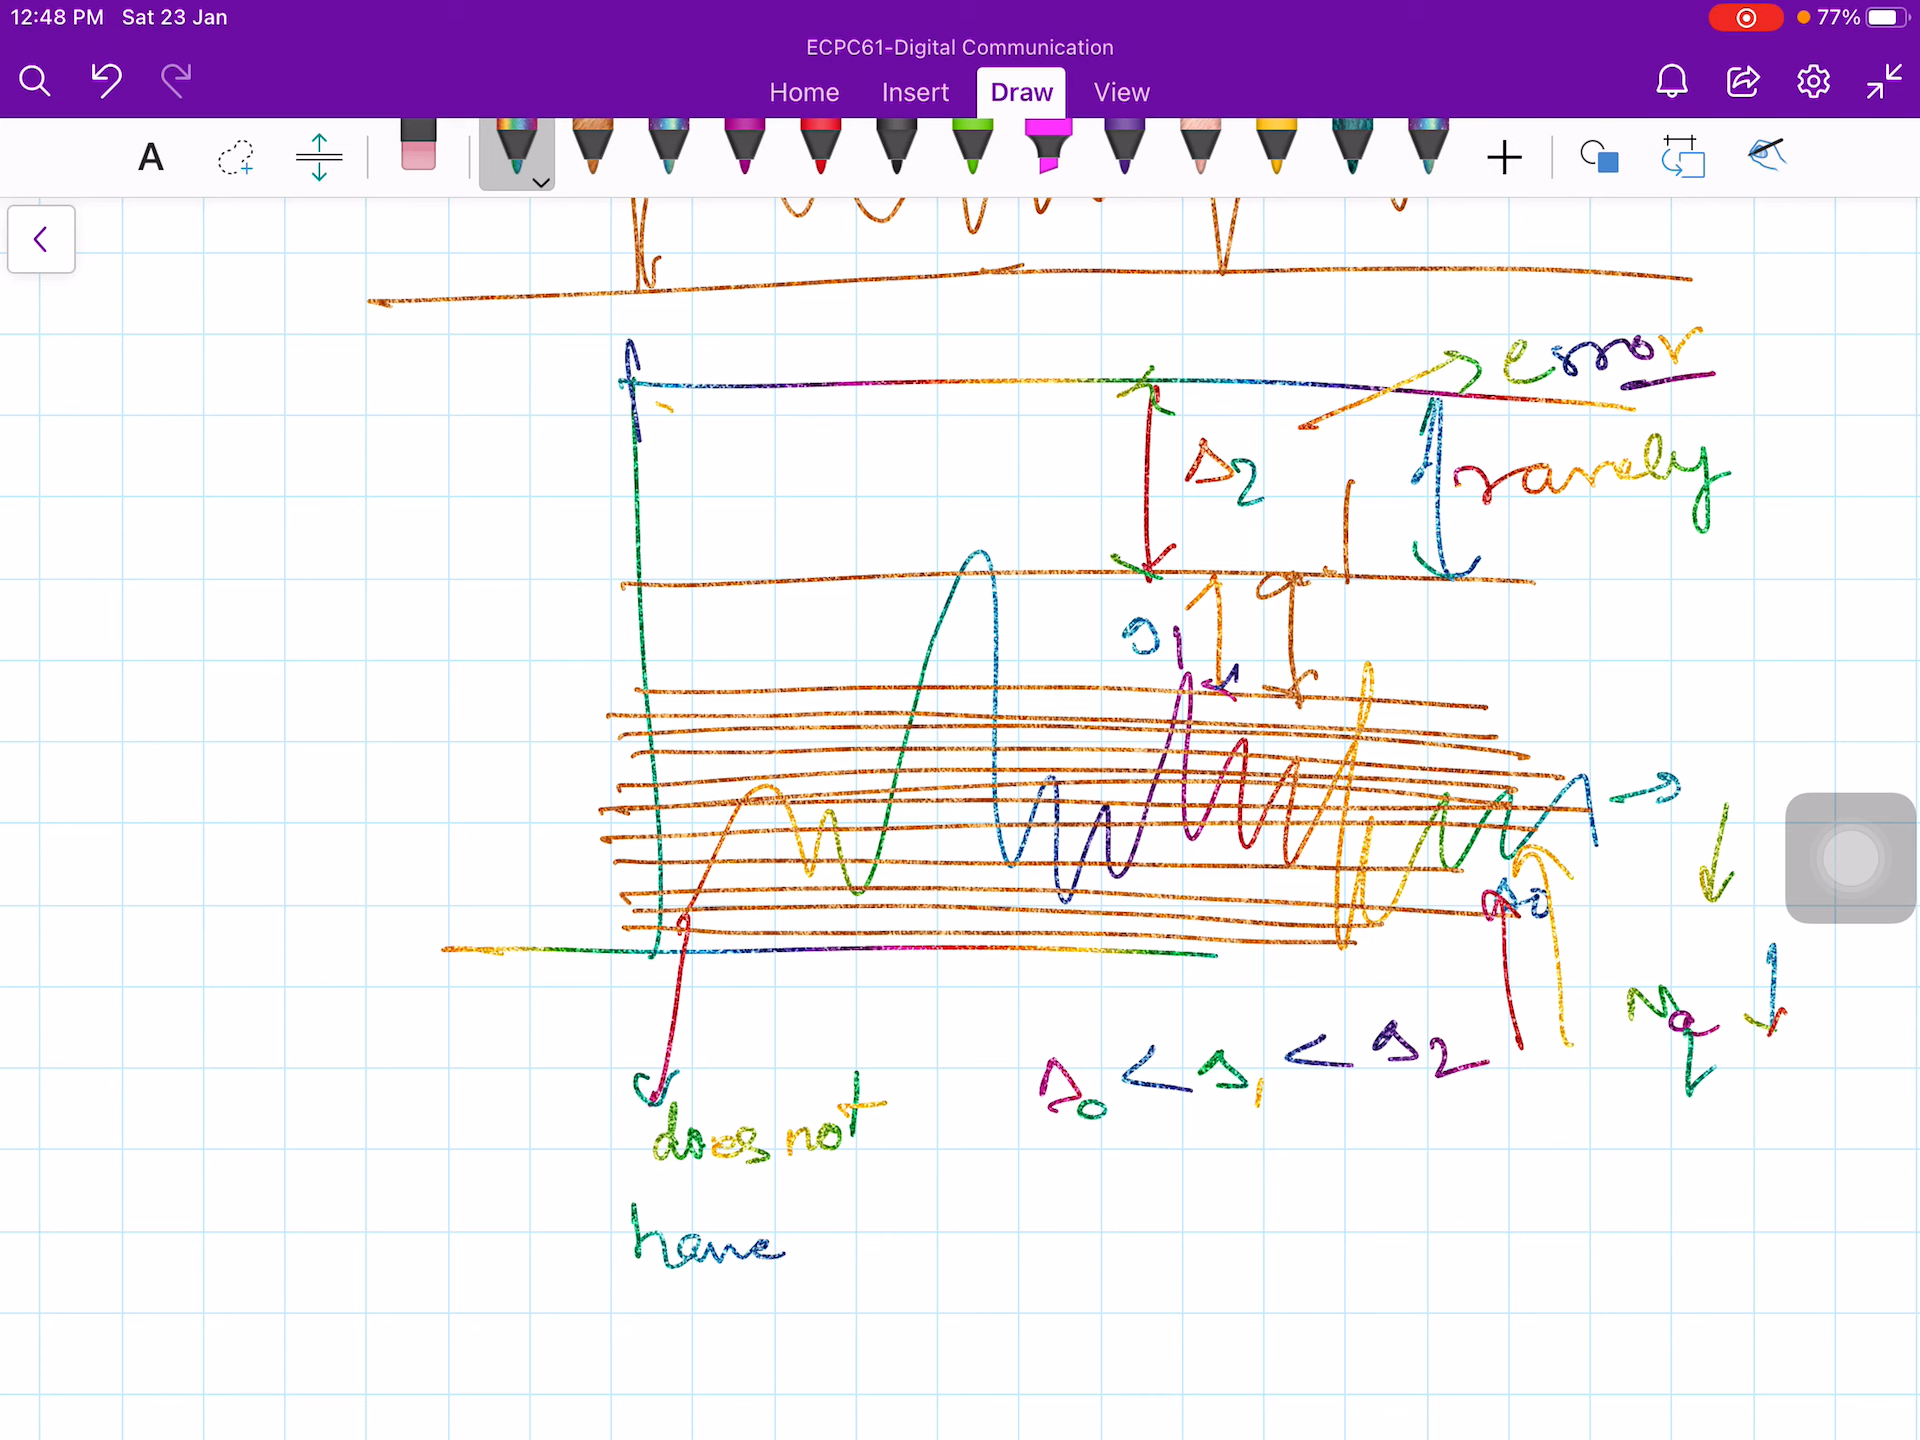 12:48 PM Sat 23 Jan
77%
ECPC61-Digital Communication
Home Insert Draw View
A
error
Δ2
rarely
Δ1
Δ0
Nq
Δ0 < Δ1 < Δ2
does not
have